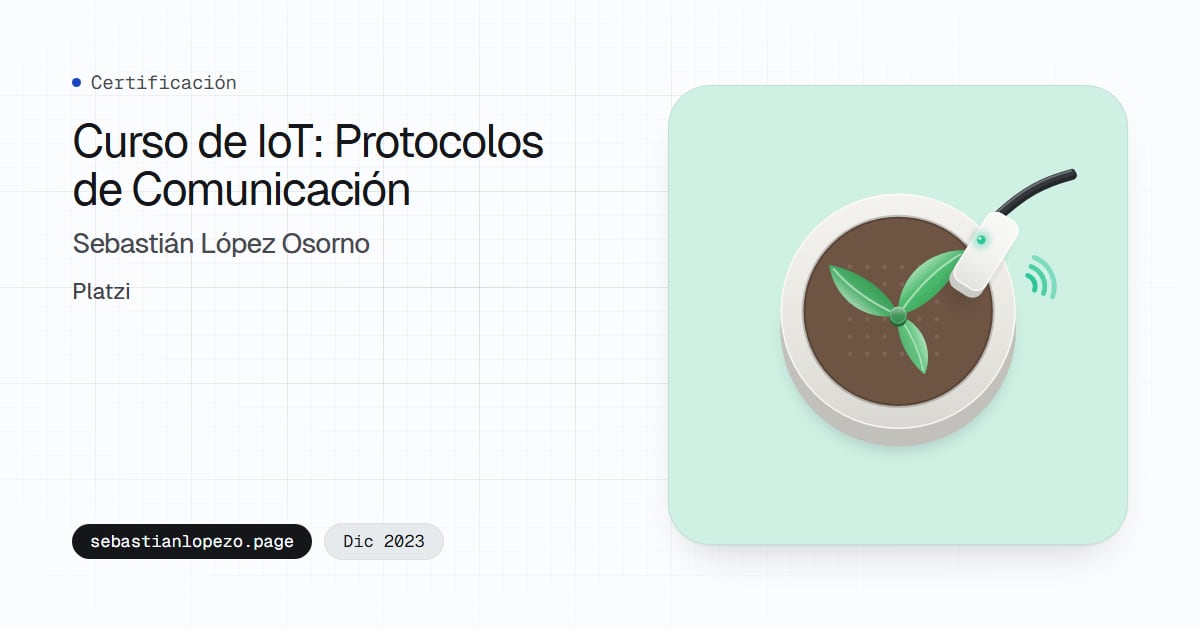 Certificación
Curso de IoT: Protocolos
de Comunicación
Sebastián López Osorno
Platzi
sebastianlopezo.page
Dic 2023